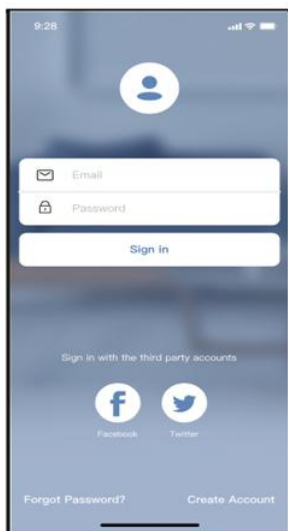 9:28
Email
Password
Sign in
Sign in with the third party accounts
Facebook Twitter
Forgot Password? Create Account